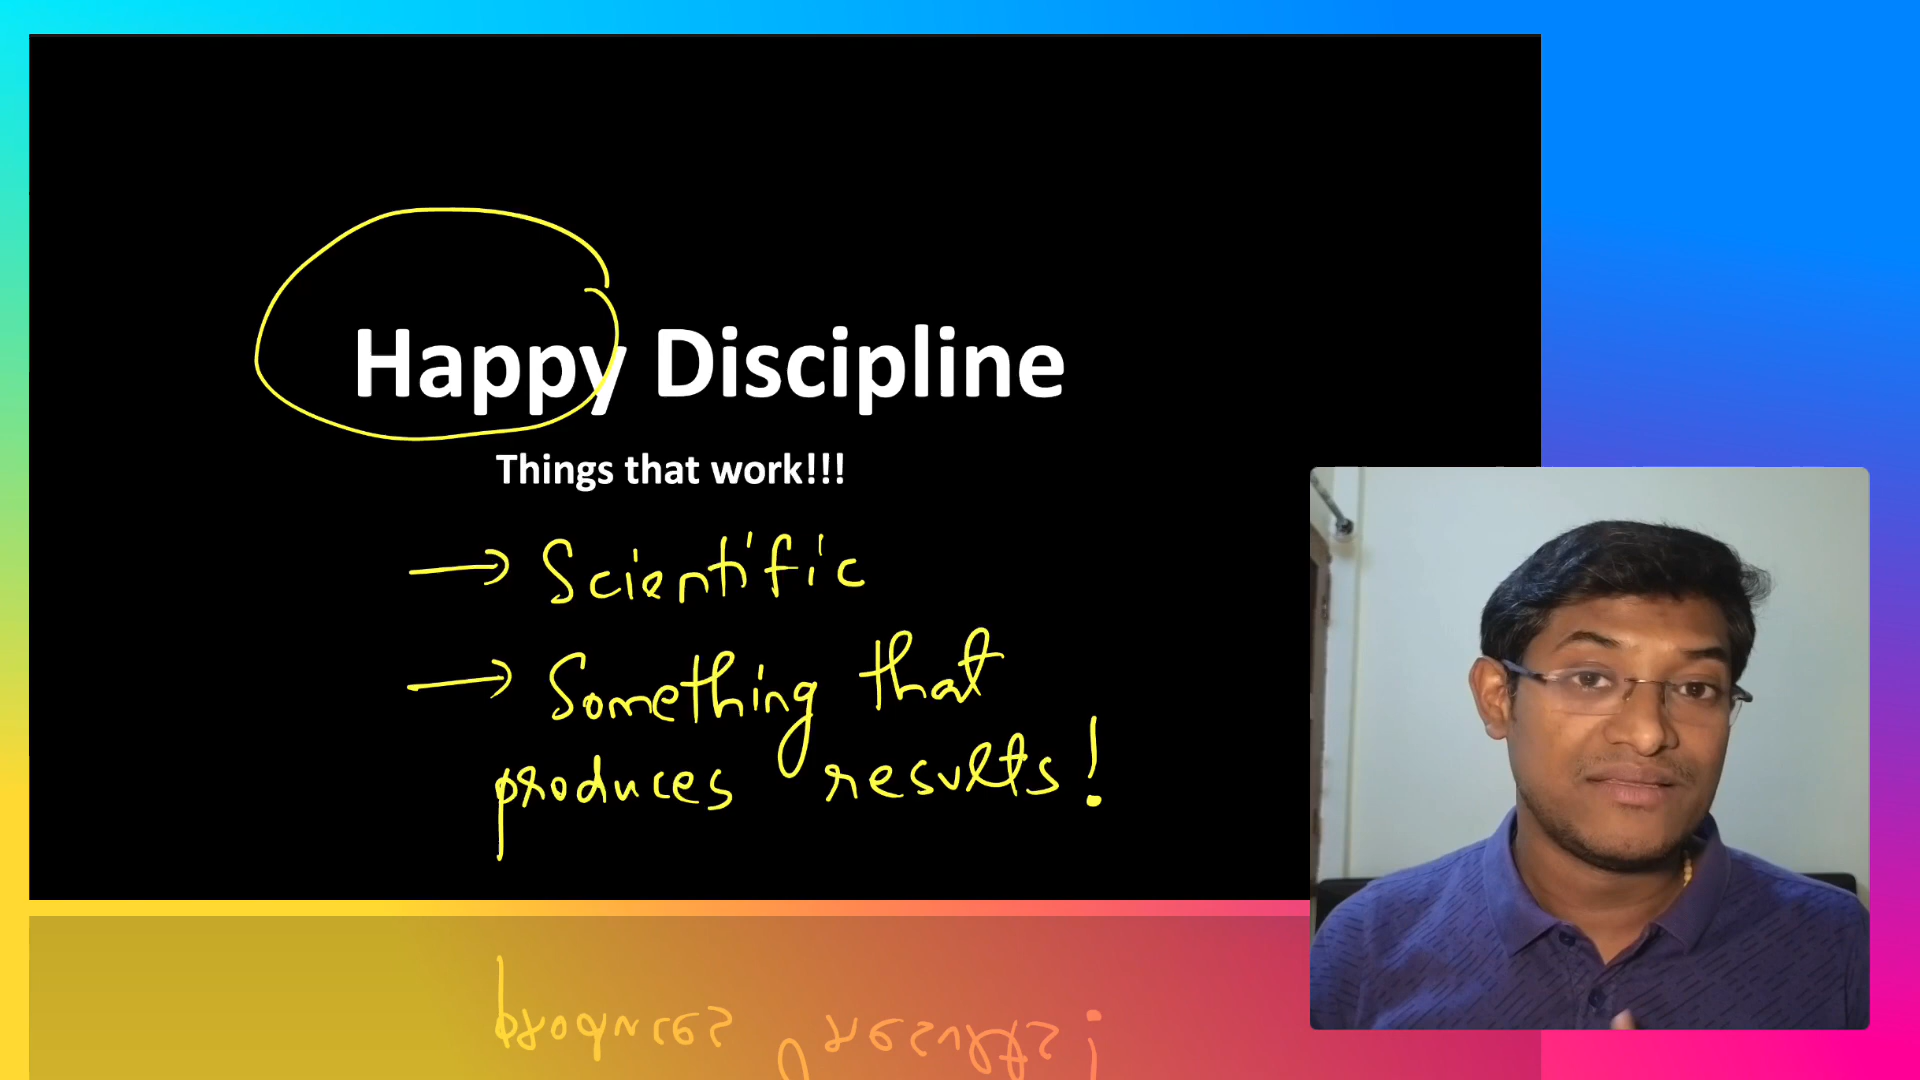 Happy Discipline
Things that work!!!
→ Scientific
→ Something that
produces results!